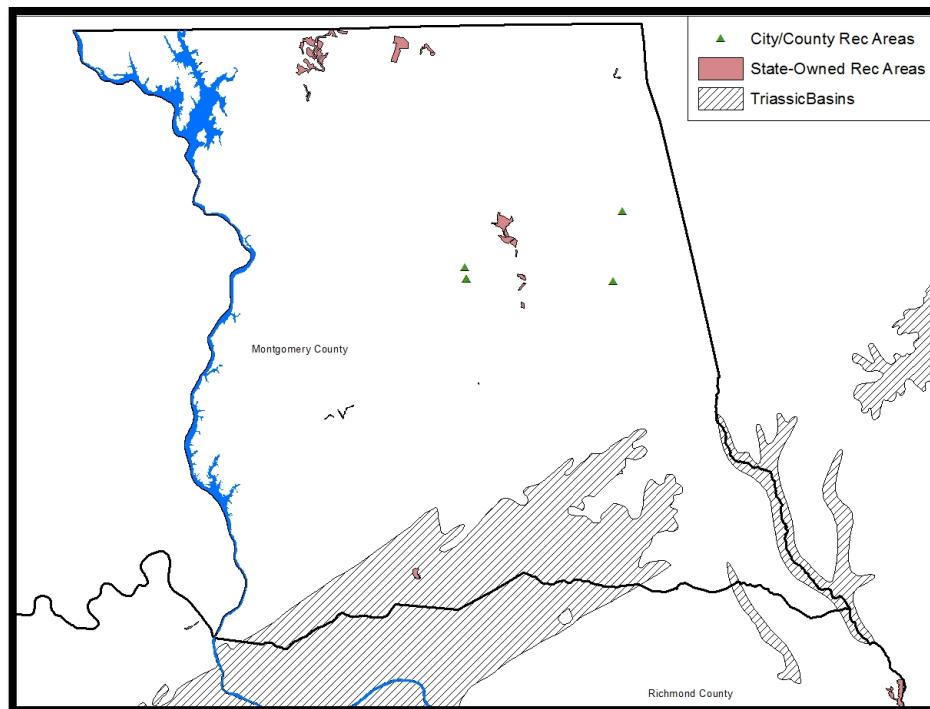 City/County Rec Areas
State-Owned Rec Areas
TriassicBasins
Montgomery County
Richmond County